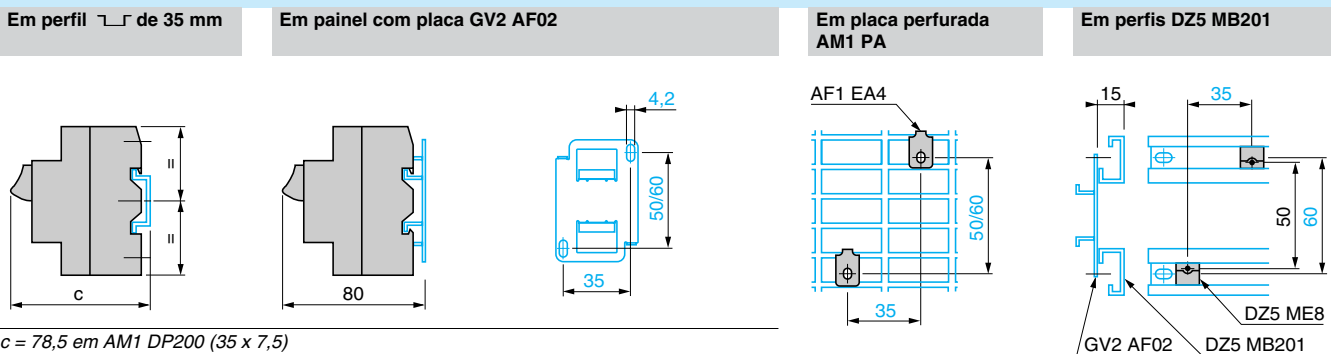 Em perfil de 35 mm
Em painel com placa GV2 AF02
Em placa perfurada
AM1 PA
Em perfis DZ5 MB201
c
=
=
80
4,2
50/60
35
AF1 EA4
50/60
35
15
35
50
60
DZ5 ME8
GV2 AF02
DZ5 MB201
c = 78,5 em AM1 DP200 (35 x 7,5)